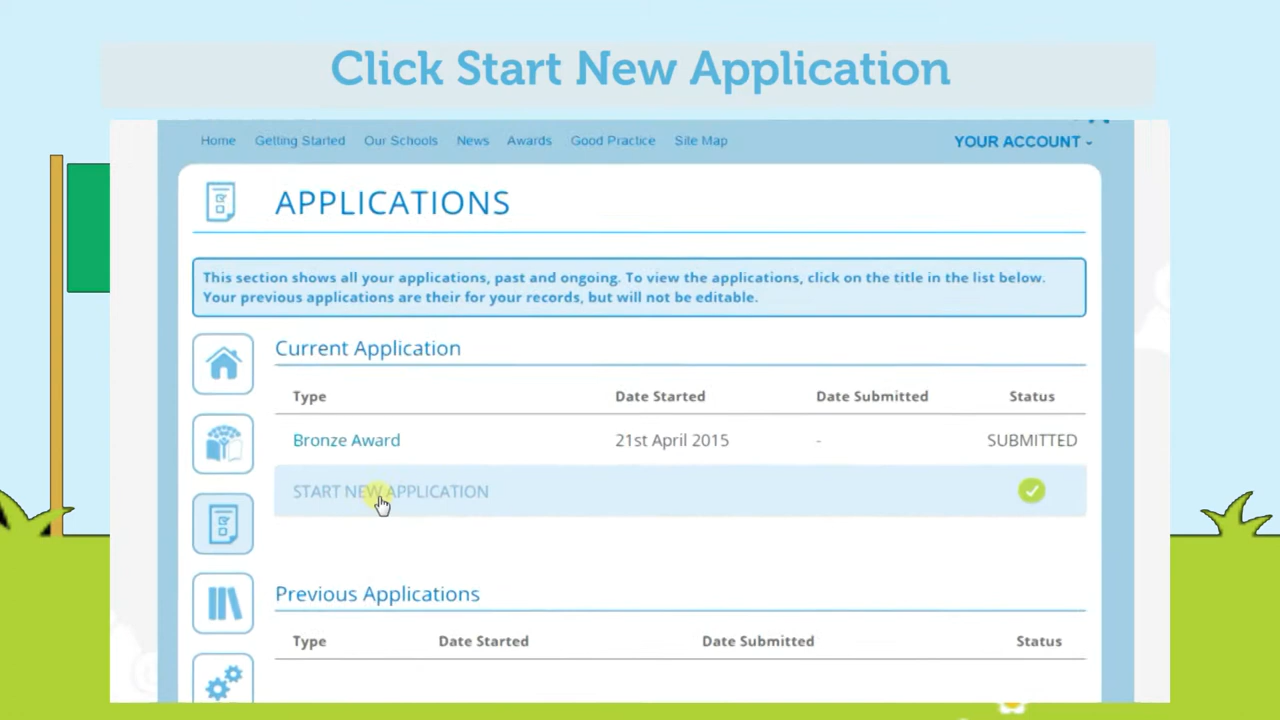 Click Start New Application
Home Getting Started Our Schools News Awards Good Practice Site Map YOUR ACCOUNT
APPLICATIONS
This section shows all your applications, past and ongoing. To view the applications, click on the title in the list below.
Your previous applications are their for your records, but will not be editable.
Current Application
Type Date Started Date Submitted Status
Bronze Award 21st April 2015 - SUBMITTED
START NEW APPLICATION
Previous Applications
Type Date Started Date Submitted Status